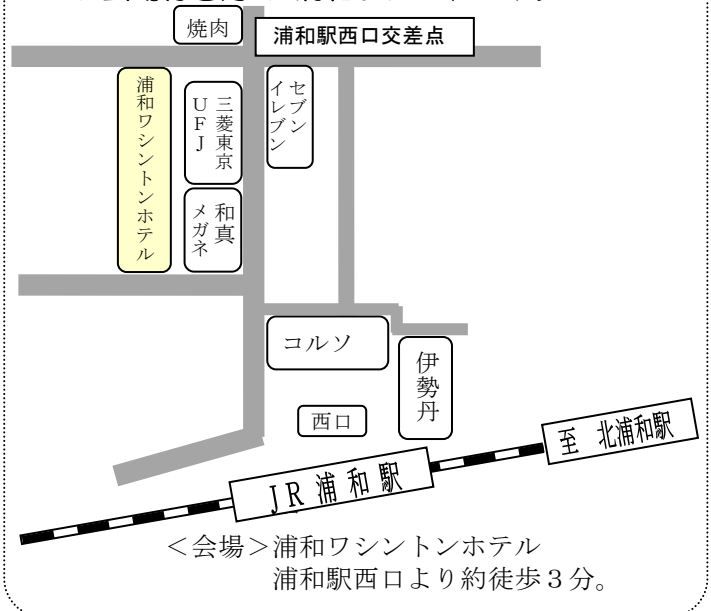 焼肉
浦和駅西口交差点
浦和ワシントンホテル
三菱東京
ＵＦＪ
セブン
イレブン
和真
メガネ
コルソ
伊勢丹
西口
至 北浦和駅
ＪＲ浦和駅
＜会場＞浦和ワシントンホテル
浦和駅西口より約徒歩３分。